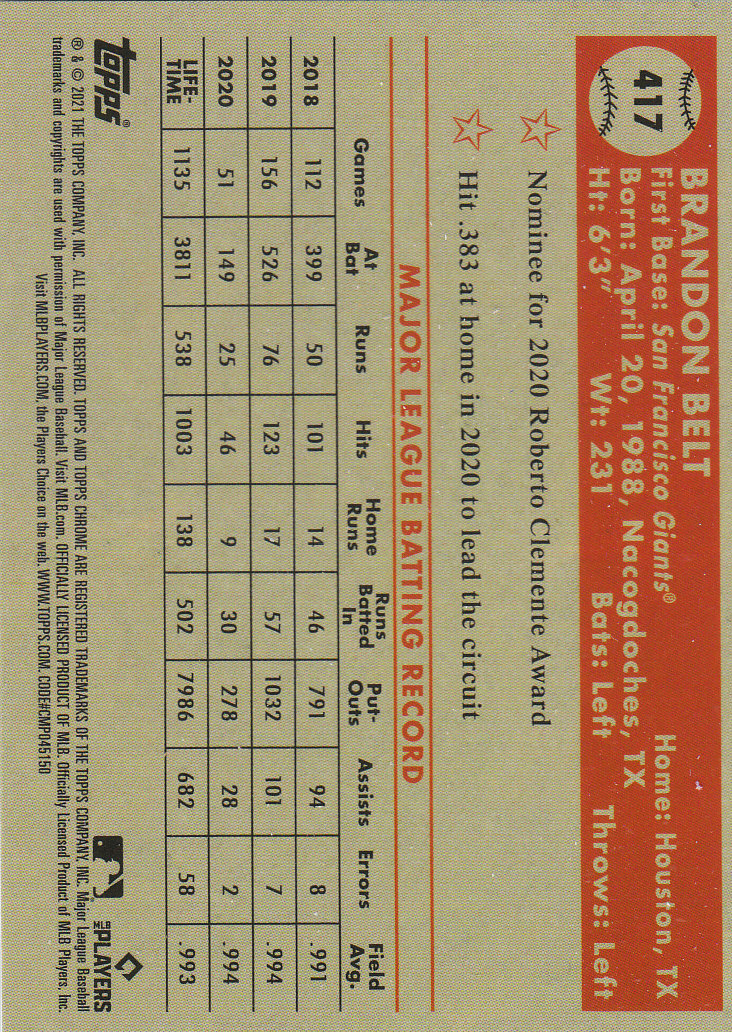 417
BRANDON BELT
First Base: San Francisco Giants® Home: Houston, TX
Born: April 20, 1988, Nacogdoches, TX
Ht: 6'3" Wt: 231 Bats: Left Throws: Left
Nominee for 2020 Roberto Clemente Award
Hit .383 at home in 2020 to lead the circuit
MAJOR LEAGUE BATTING RECORD
Games At Bat Runs Hits Home Runs Runs Batted In Put-Outs Assists Errors Field Avg.
2018 112 399 50 101 14 46 791 94 8 .991
2019 156 526 76 123 17 57 1032 101 7 .994
2020 51 149 25 46 9 30 278 28 2 .994
LIFE-TIME 1135 3811 538 1003 138 502 7986 682 58 .993
topps®
MLB PLAYERS
® & © 2021 THE TOPPS COMPANY, INC. ALL RIGHTS RESERVED. TOPPS AND TOPPS CHROME ARE REGISTERED TRADEMARKS OF THE TOPPS COMPANY, INC. Major League Baseball
trademarks and copyrights are used with permission of Major League Baseball. Visit MLB.com. OFFICIALLY LICENSED PRODUCT OF MLB. Officially Licensed Product of MLB Players, Inc.
Visit MLBPLAYERS.COM, the Players Choice on the web. WWW.TOPPS.COM. CODE#CMP045150